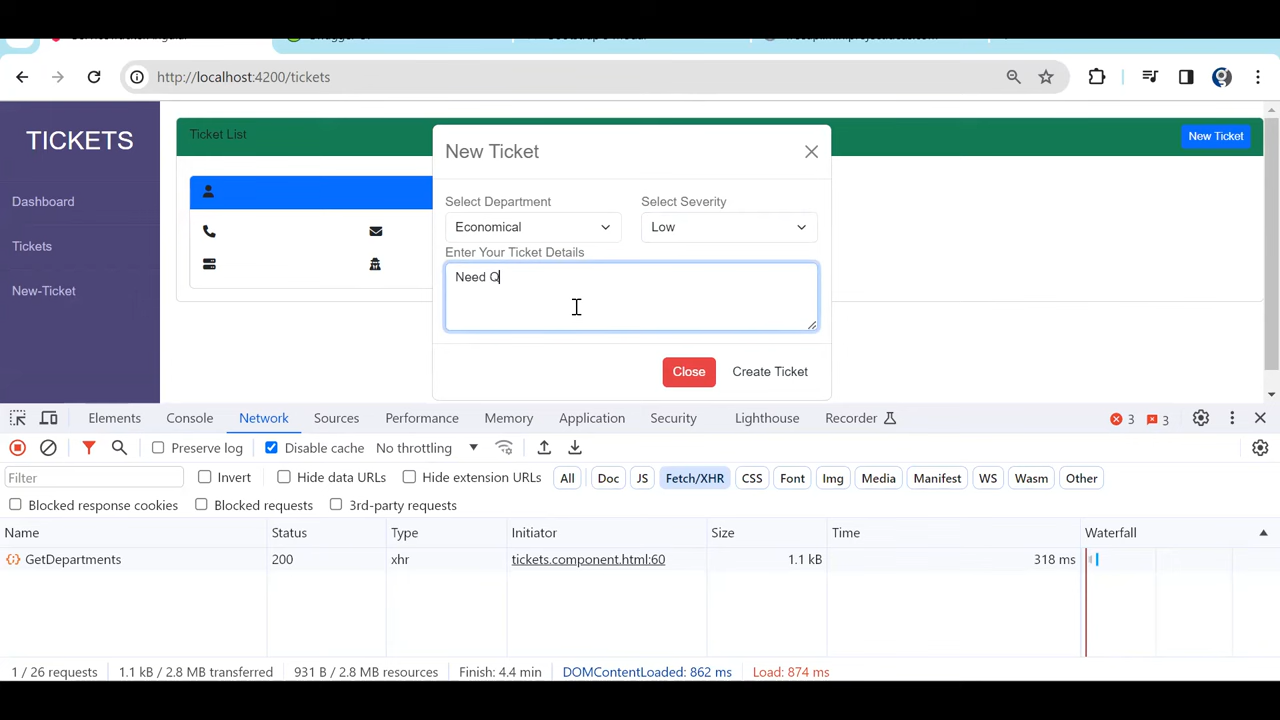 http://localhost:4200/tickets
TICKETS
Dashboard
Tickets
New-Ticket
Ticket List
New Ticket
New Ticket
Select Department
Select Severity
Economical
Low
Enter Your Ticket Details
Need Q
Close
Create Ticket
Elements
Console
Network
Sources
Performance
Memory
Application
Security
Lighthouse
Recorder
3
3
Preserve log
Disable cache
No throttling
Filter
Invert
Hide data URLs
Hide extension URLs
All
Doc
JS
Fetch/XHR
CSS
Font
Img
Media
Manifest
WS
Wasm
Other
Blocked response cookies
Blocked requests
3rd-party requests
Name
Status
Type
Initiator
Size
Time
Waterfall
GetDepartments
200
xhr
tickets.component.html:60
1.1 kB
318 ms
1 / 26 requests
1.1 kB / 2.8 MB transferred
931 B / 2.8 MB resources
Finish: 4.4 min
DOMContentLoaded: 862 ms
Load: 874 ms